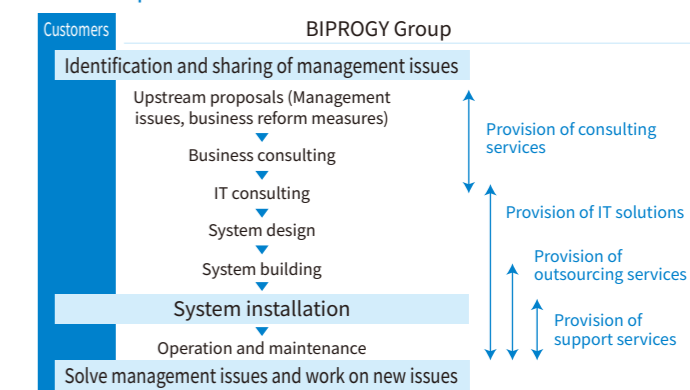 Customers
BIPROGY Group
Identification and sharing of management issues
Upstream proposals (Management
issues, business reform measures)
Business consulting
IT consulting
System design
System building
System installation
Operation and maintenance
Solve management issues and work on new issues
Provision of consulting
services
Provision of IT solutions
Provision of
outsourcing services
Provision of
support services